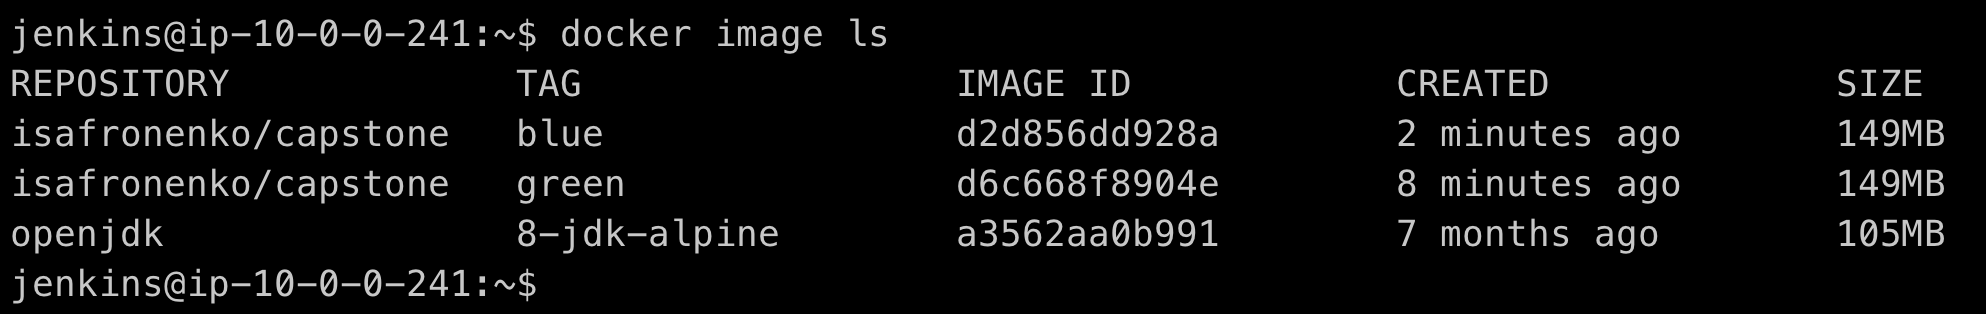 jenkins@ip-10-0-0-241:~$ docker image ls
REPOSITORY TAG IMAGE ID CREATED SIZE
isafronenko/capstone blue d2d856dd928a 2 minutes ago 149MB
isafronenko/capstone green d6c668f8904e 8 minutes ago 149MB
openjdk 8-jdk-alpine a3562aa0b991 7 months ago 105MB
jenkins@ip-10-0-0-241:~$